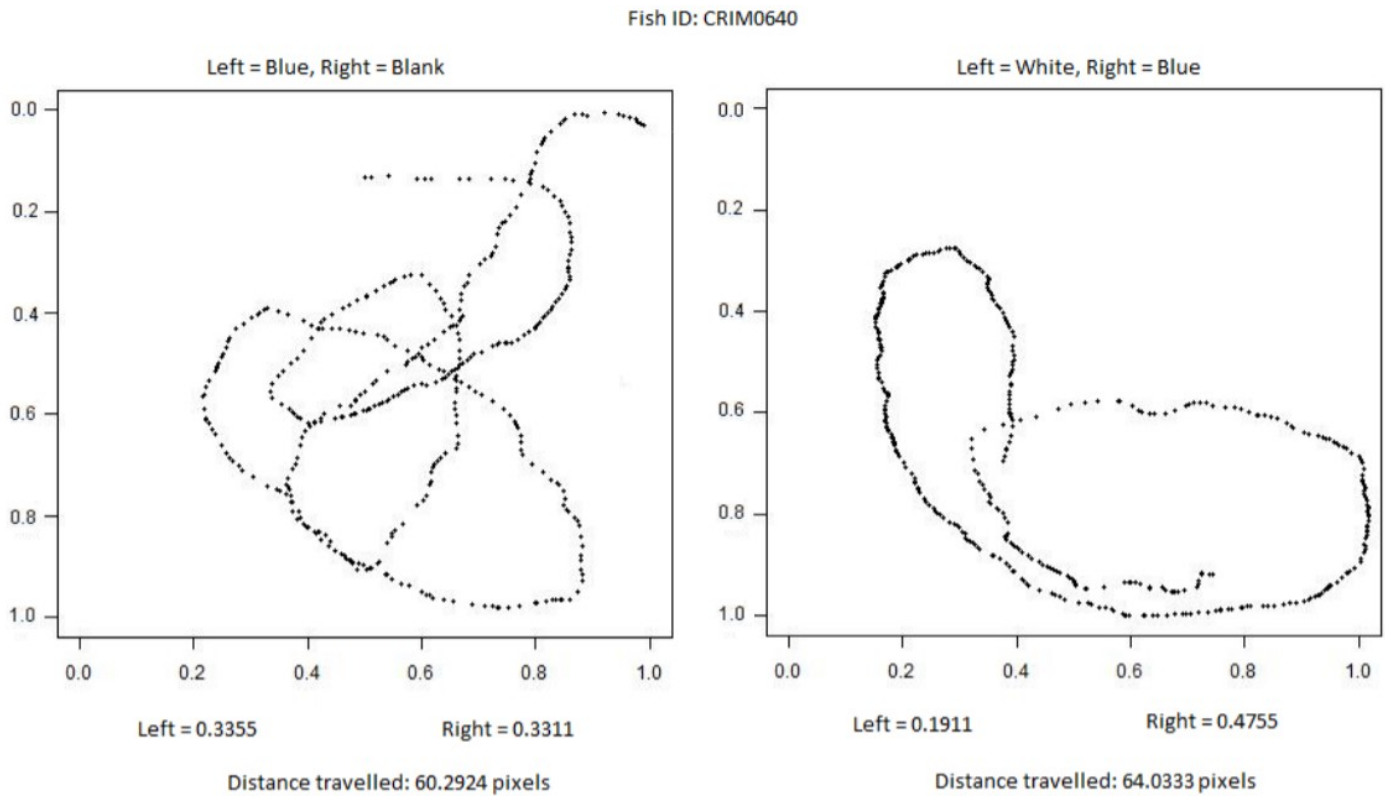 Fish ID: CRIM0640
Left = Blue, Right = Blank
0.0
0.2
0.4
0.6
0.8
1.0
0.0 0.2 0.4 0.6 0.8 1.0
Left = 0.3355 Right = 0.3311
Distance travelled: 60.2924 pixels
Left = White, Right = Blue
0.0
0.2
0.4
0.6
0.8
1.0
0.0 0.2 0.4 0.6 0.8 1.0
Left = 0.1911 Right = 0.4755
Distance travelled: 64.0333 pixels